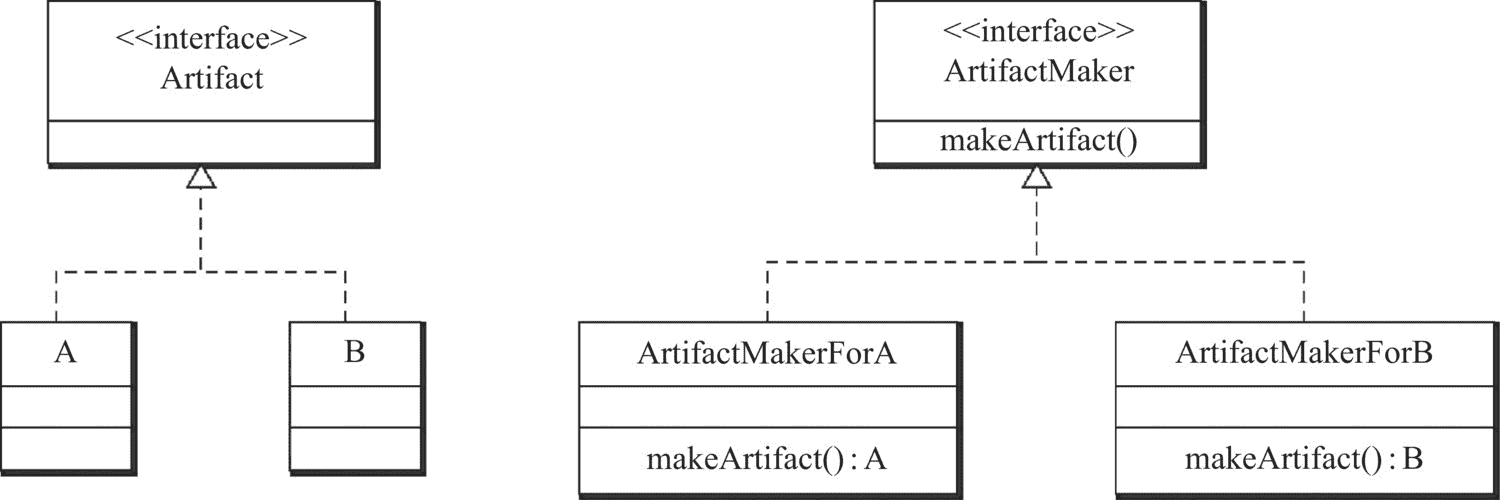 <<interface>>
Artifact
<<interface>>
ArtifactMaker
makeArtifact()
A
B
ArtifactMakerForA
makeArtifact() : A
ArtifactMakerForB
makeArtifact() : B